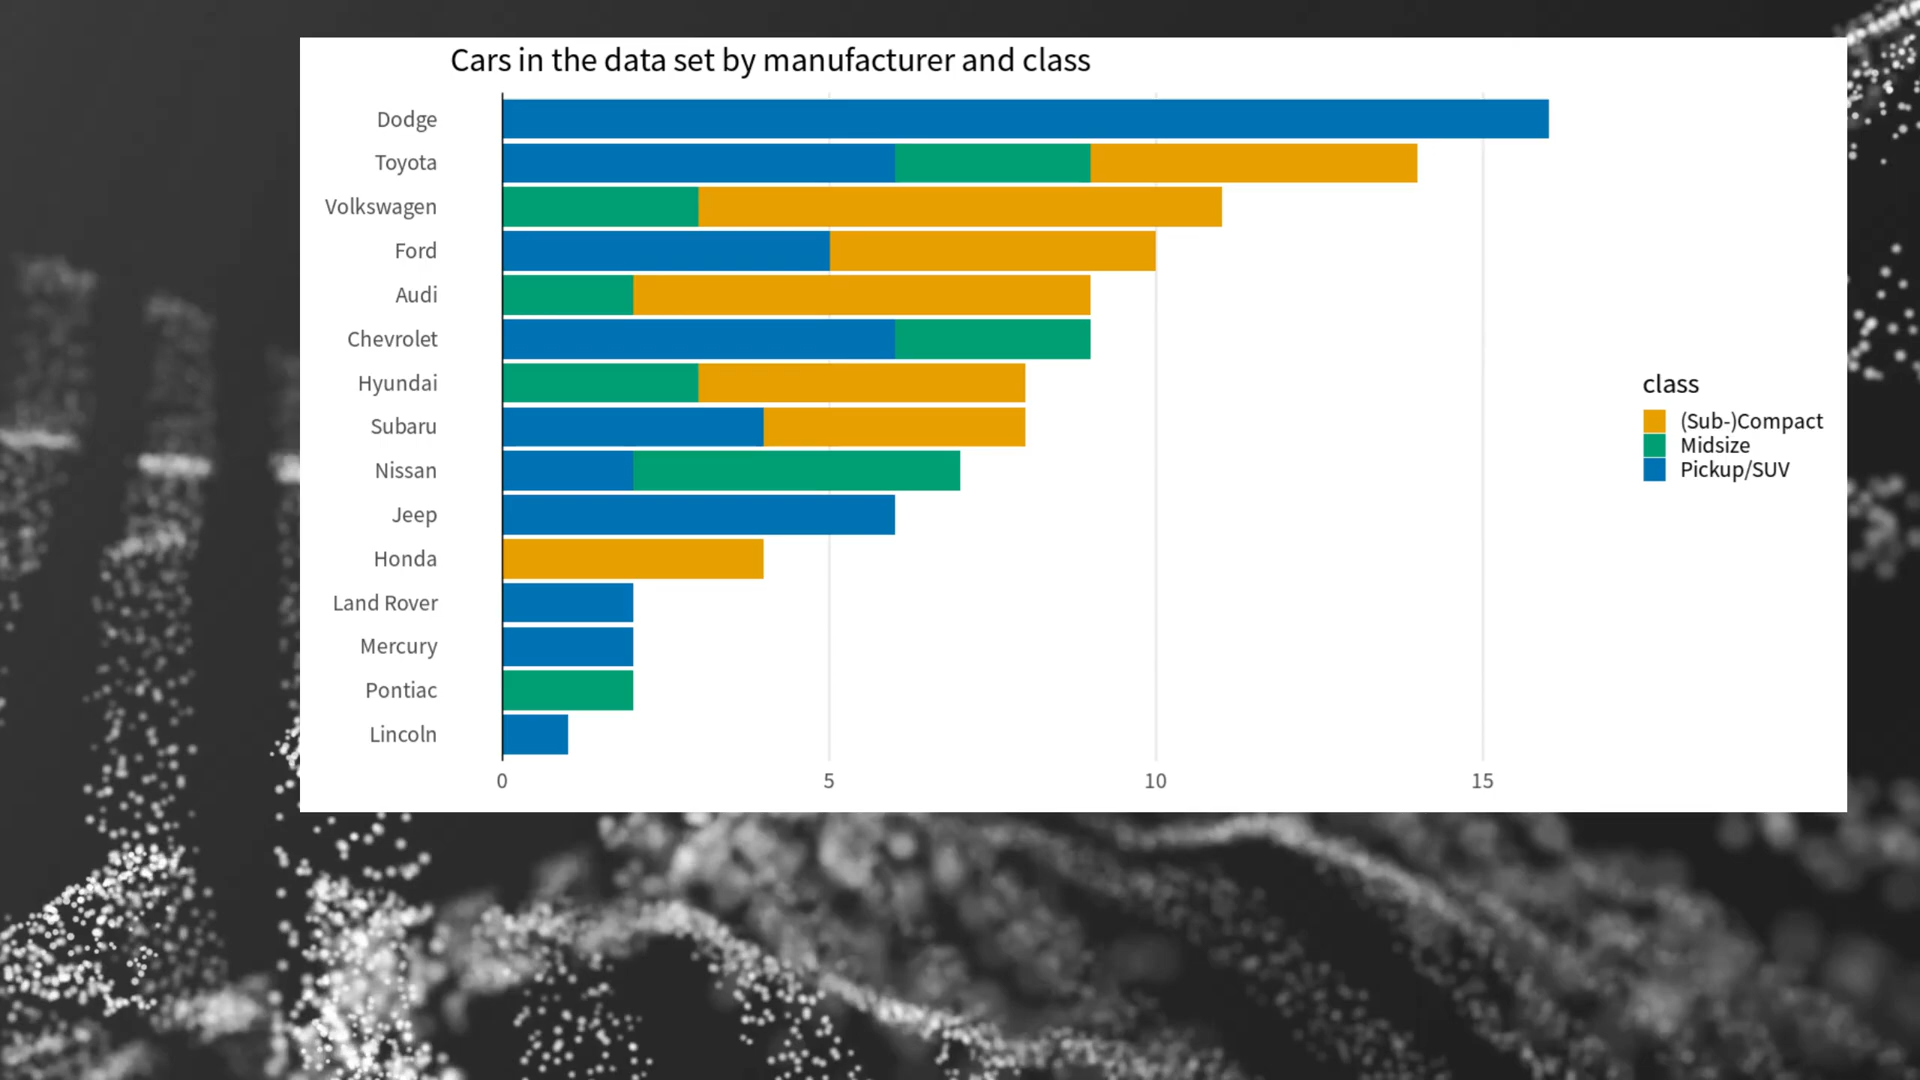 Cars in the data set by manufacturer and class
Dodge
Toyota
Volkswagen
Ford
Audi
Chevrolet
Hyundai
Subaru
Nissan
Jeep
Honda
Land Rover
Mercury
Pontiac
Lincoln
0 5 10 15
class
(Sub-)Compact
Midsize
Pickup/SUV